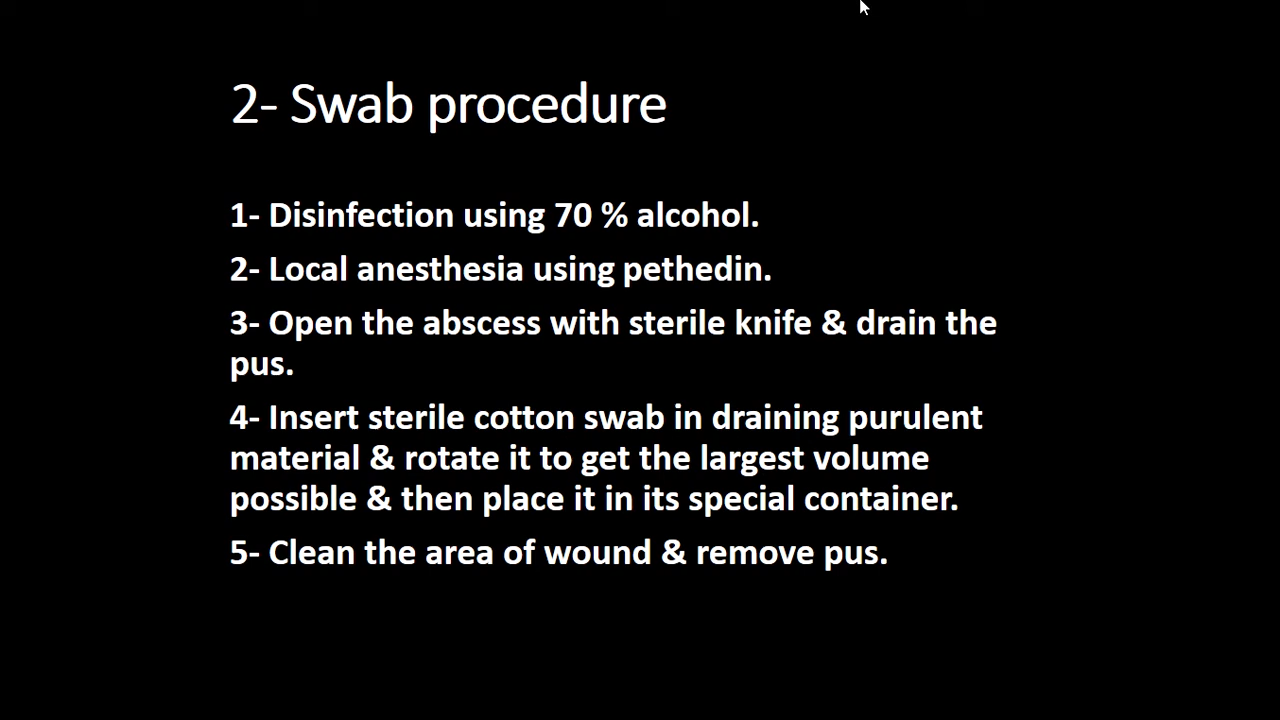 2- Swab procedure
1- Disinfection using 70 % alcohol.
2- Local anesthesia using pethedin.
3- Open the abscess with sterile knife & drain the
pus.
4- Insert sterile cotton swab in draining purulent
material & rotate it to get the largest volume
possible & then place it in its special container.
5- Clean the area of wound & remove pus.